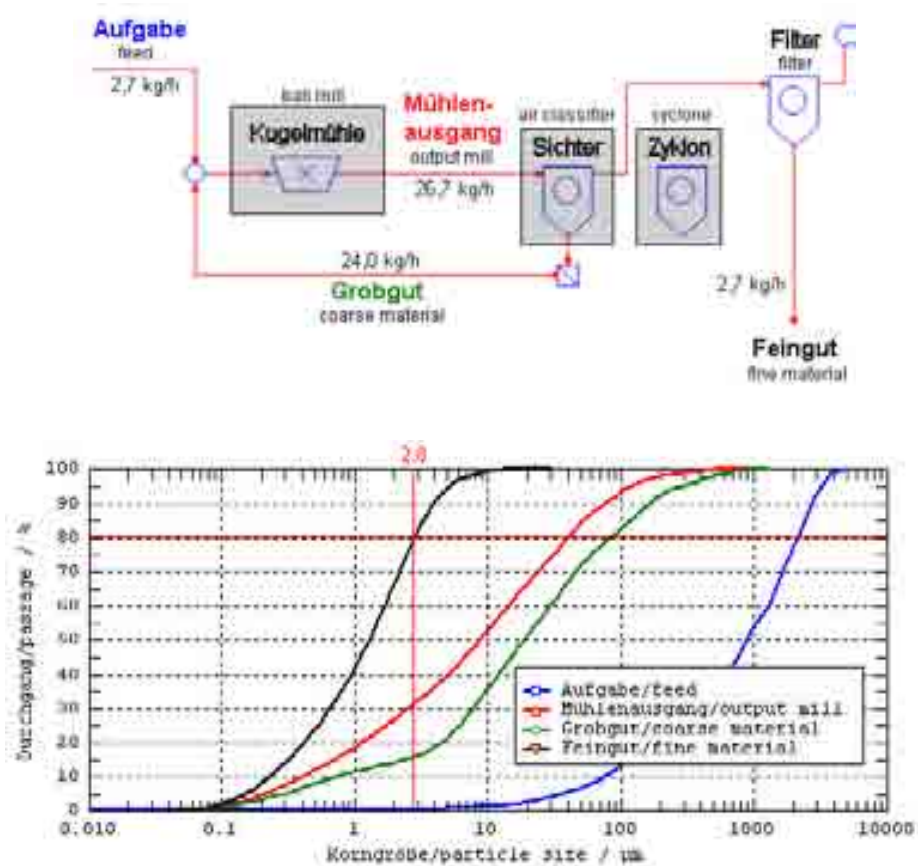 Aufgabe
feed
2,7 kg/h
ball mill
Kugelmühle
Mühlen-
ausgang
output mill
26,7 kg/h
air classifier
Sichter
cyclone
Zyklon
Filter
filter
24,0 kg/h
Grobgut
coarse material
2,7 kg/h
Feingut
fine material
2.8
100
90
80
70
60
50
40
30
20
10
0
Durchgang/passage / %
Aufgabe/feed
Mühlenausgang/output mill
Grobgut/coarse material
Feingut/fine material
0.010
0.1
1
10
100
1000
10000
Korngröße/particle size / µm